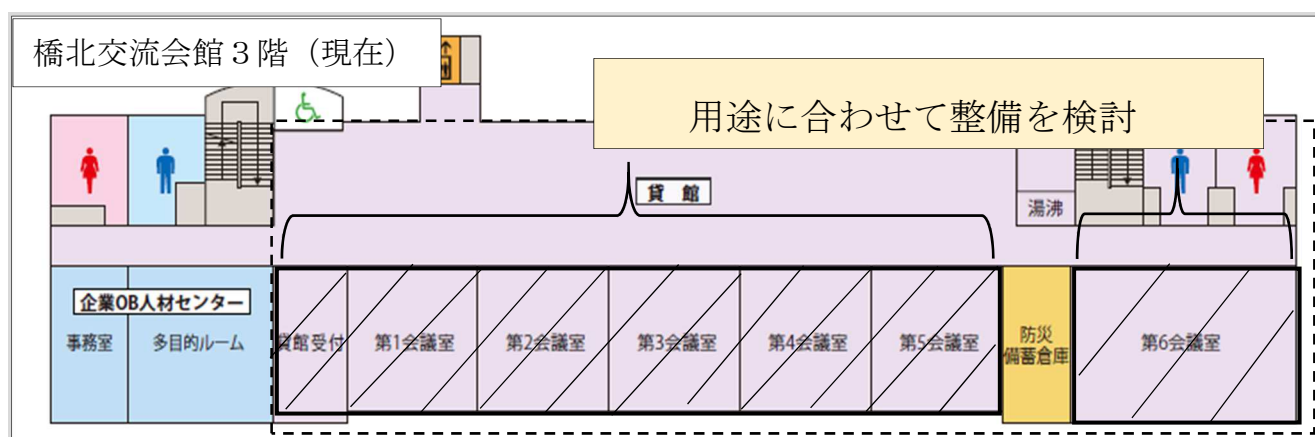 橋北交流会館3階(現在)
用途に合わせて整備を検討
貸 館
湯沸
企業OB人材センター
事務室
多目的ルーム
貸館受付
第1会議室
第2会議室
第3会議室
第4会議室
第5会議室
防災
備蓄倉庫
第6会議室